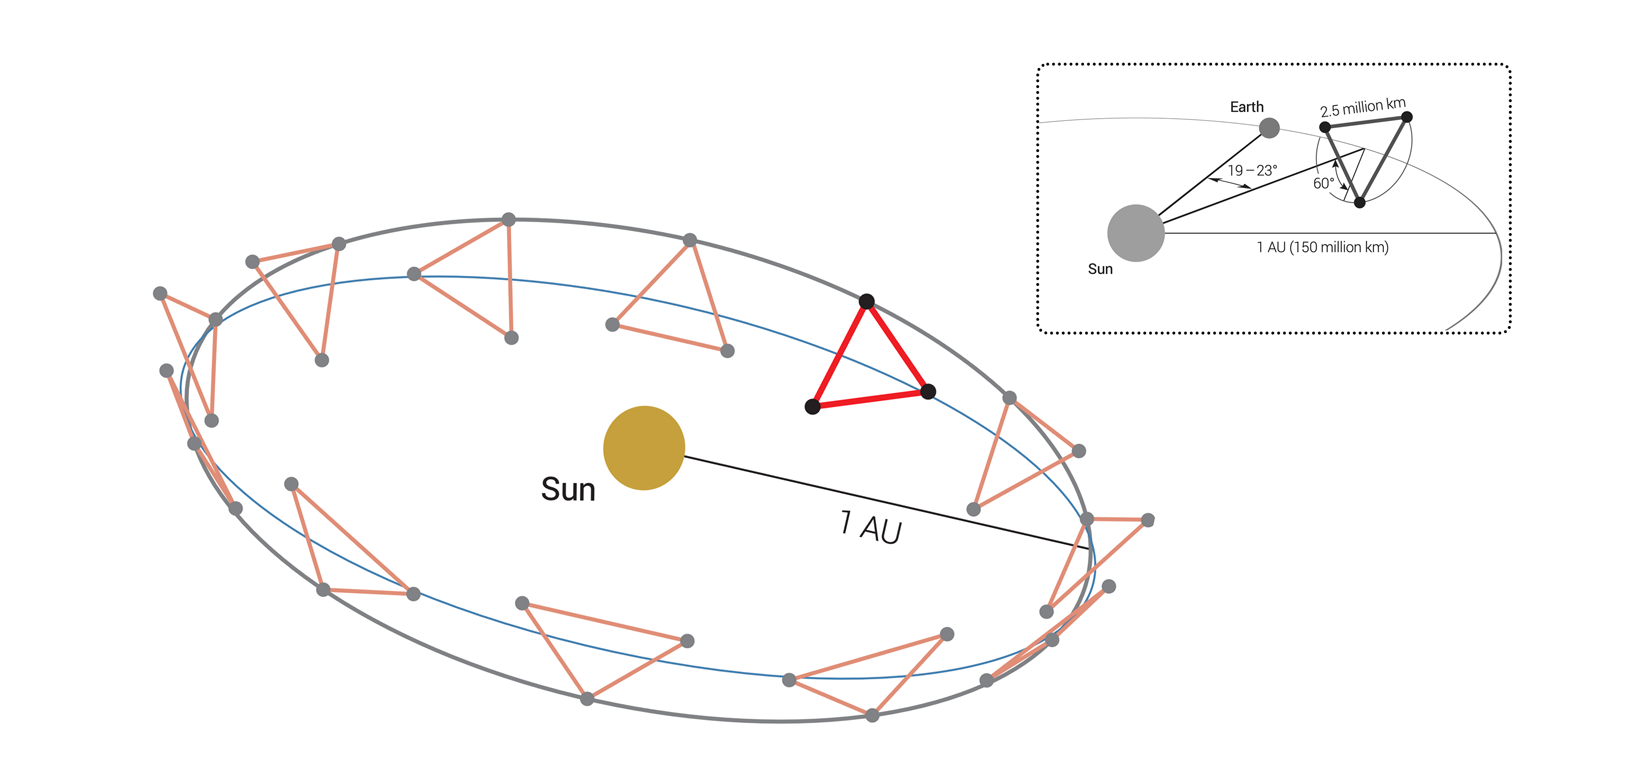 Earth
2.5 million km
19–23°
60°
1 AU (150 million km)
Sun
Sun
1 AU